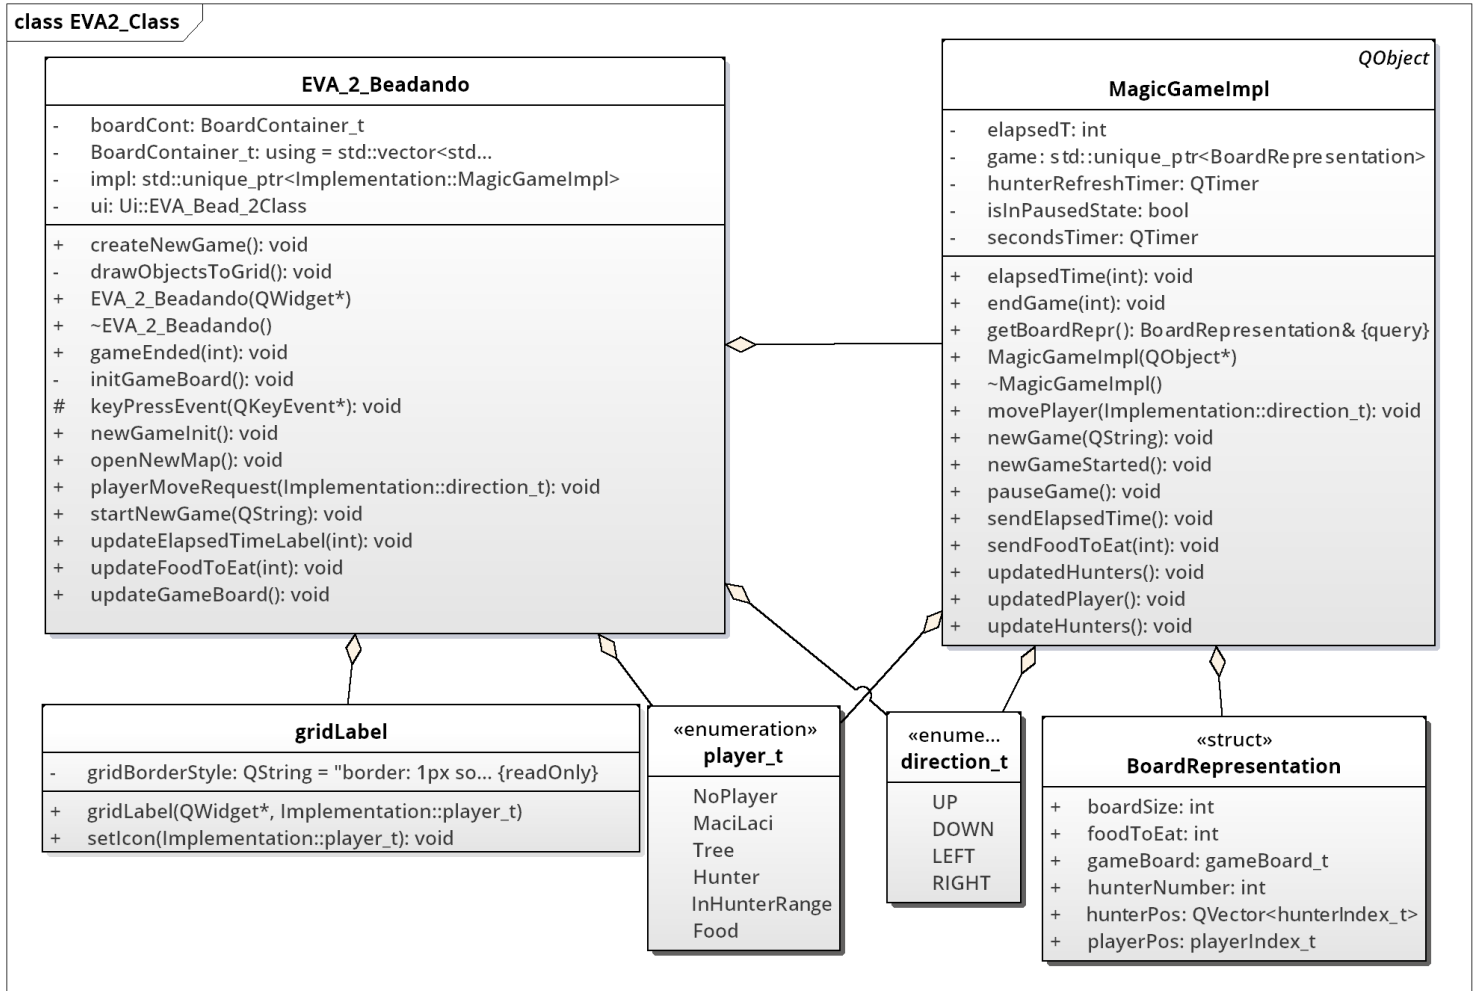 class EVA2_Class
EVA_2_Beadando
- boardCont: BoardContainer_t
- BoardContainer_t: using = std::vector<std...
- impl: std::unique_ptr<Implementation::MagicGameImpl>
- ui: Ui::EVA_Bead_2Class
+ createNewGame(): void
- drawObjectsToGrid(): void
+ EVA_2_Beadando(QWidget*)
+ ~EVA_2_Beadando()
+ gameEnded(int): void
- initGameBoard(): void
# keyPressEvent(QKeyEvent*): void
+ newGameInit(): void
+ openNewMap(): void
+ playerMoveRequest(Implementation::direction_t): void
+ startNewGame(QString): void
+ updateElapsedTimeLabel(int): void
+ updateFoodToEat(int): void
+ updateGameBoard(): void
QObject
MagicGameImpl
- elapsedT: int
- game: std::unique_ptr<BoardRepresentation>
- hunterRefreshTimer: QTimer
- isInPausedState: bool
- secondsTimer: QTimer
+ elapsedTime(int): void
+ endGame(int): void
+ getBoardRepr(): BoardRepresentation& {query}
+ MagicGameImpl(QObject*)
+ ~MagicGameImpl()
+ movePlayer(Implementation::direction_t): void
+ newGame(QString): void
+ newGameStarted(): void
+ pauseGame(): void
+ sendElapsedTime(): void
+ sendFoodToEat(int): void
+ updatedHunters(): void
+ updatedPlayer(): void
+ updateHunters(): void
gridLabel
- gridBorderStyle: QString = "border: 1px so... {readOnly}
+ gridLabel(QWidget*, Implementation::player_t)
+ setIcon(Implementation::player_t): void
«enumeration»
player_t
NoPlayer
MaciLaci
Tree
Hunter
InHunterRange
Food
«enume...
direction_t
UP
DOWN
LEFT
RIGHT
«struct»
BoardRepresentation
+ boardSize: int
+ foodToEat: int
+ gameBoard: gameBoard_t
+ hunterNumber: int
+ hunterPos: QVector<hunterIndex_t>
+ playerPos: playerIndex_t